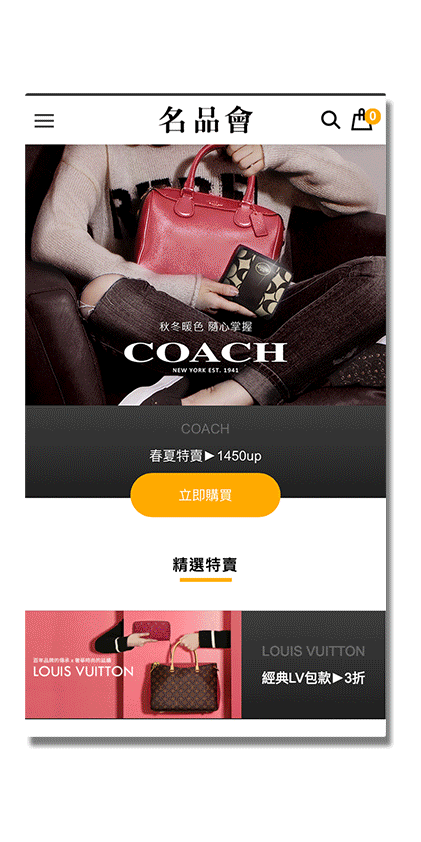 名品會
0
秋冬暖色 隨心掌握
COACH
NEW YORK EST. 1941
COACH
春夏特賣▶1450up
立即購買
精選特賣
LOUIS VUITTON
LOUIS VUITTON
經典LV包款▶3折